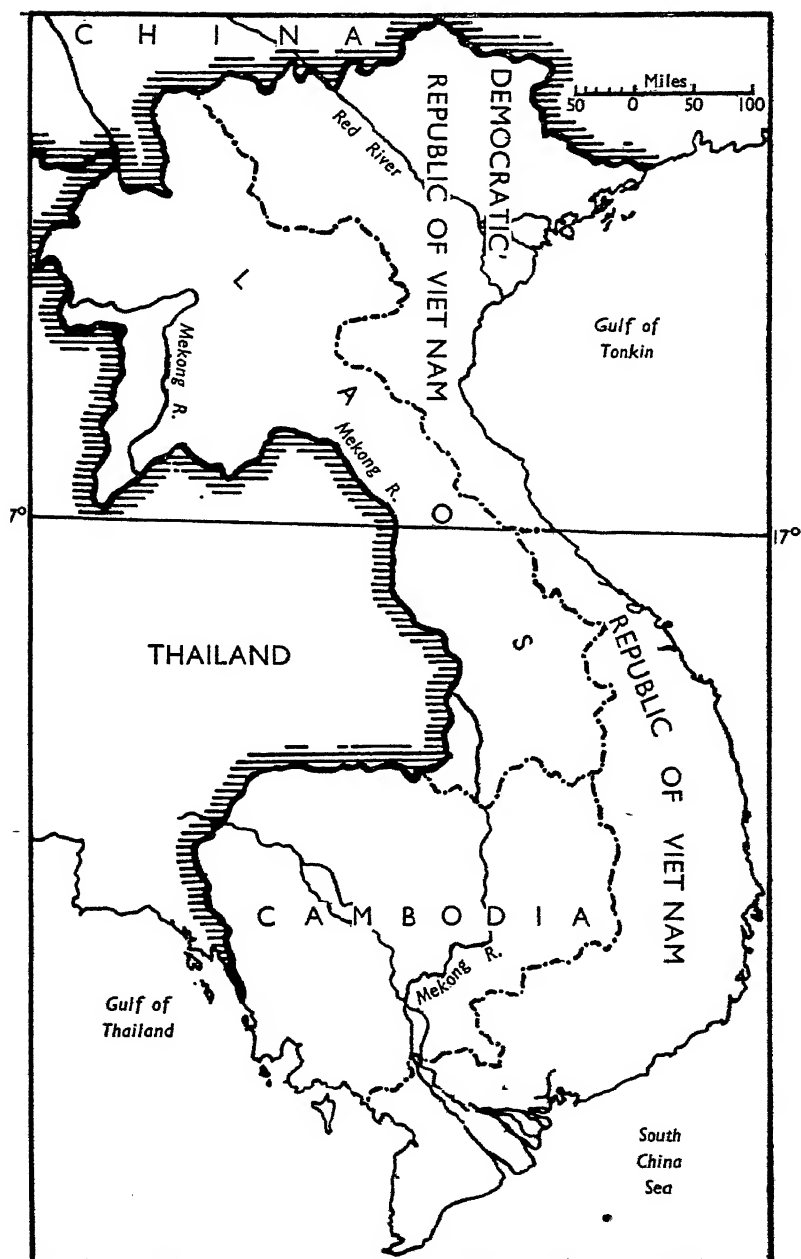 CHINA
Miles
50 0 50 100
Red River
DEMOCRATIC,
REPUBLIC OF VIET NAM
LAOS
Mekong R.
Gulf of
Tonkin
Mekong R.
7°
17°
THAILAND
REPUBLIC OF VIET NAM
CAMBODIA
Mekong R.
Gulf of
Thailand
South
China
Sea